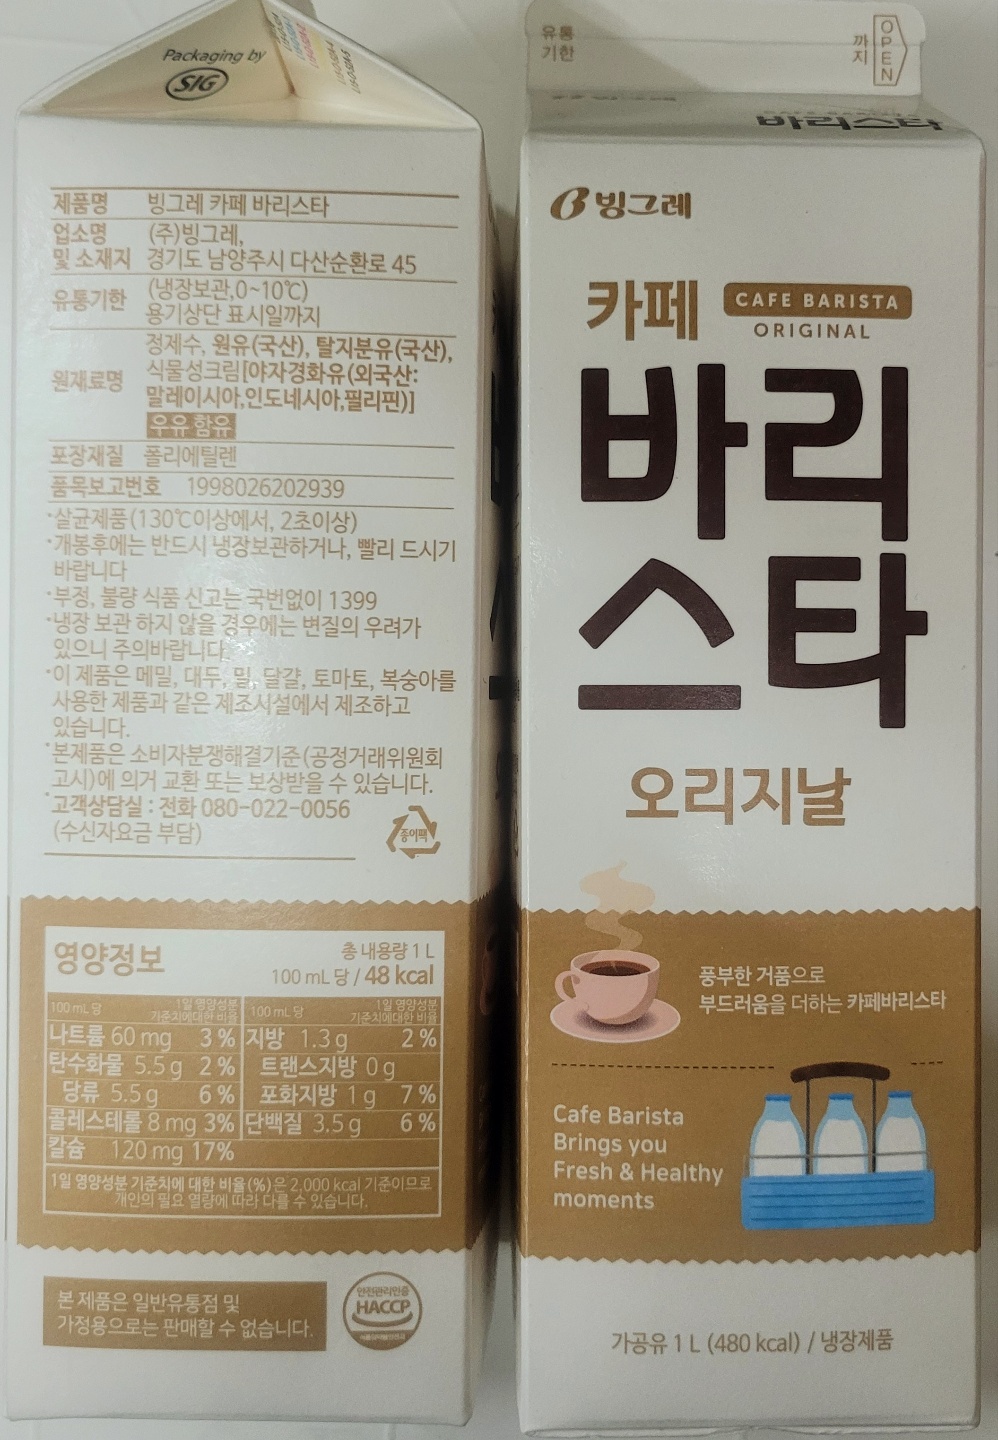 Packaging by
SIG
제품명 빙그레 카페 바리스타
업소명 (주)빙그레,
및 소재지 경기도 남양주시 다산순환로 45
유통기한 (냉장보관,0~10℃)
용기상단 표시일까지
원재료명 정제수, 원유(국산), 탈지분유(국산),
식물성크림[야자경화유(외국산:
말레이시아,인도네시아,필리핀)]
우유 함유
포장재질 폴리에틸렌
품목보고번호 1998026202939
·살균제품(130℃이상에서, 2초이상)
·개봉후에는 반드시 냉장보관하거나, 빨리 드시기
바랍니다
·부정, 불량 식품 신고는 국번없이 1399
·냉장 보관 하지 않을 경우에는 변질의 우려가
있으니 주의바랍니다.
·이 제품은 메밀, 대두, 밀, 달걀, 토마토, 복숭아를
사용한 제품과 같은 제조시설에서 제조하고
있습니다.
·본제품은 소비자분쟁해결기준(공정거래위원회
고시)에 의거 교환 또는 보상받을 수 있습니다.
·고객상담실 : 전화 080-022-0056
(수신자요금 부담)
종이팩
영양정보
총 내용량 1 L
100 mL 당 / 48 kcal
100 mL 당 1일 영양성분 기준치에대한 비율 100 mL 당 1일 영양성분 기준치에대한 비율
나트륨 60 mg 3 % 지방 1.3 g 2 %
탄수화물 5.5 g 2 % 트랜스지방 0 g
당류 5.5 g 6 % 포화지방 1 g 7 %
콜레스테롤 8 mg 3% 단백질 3.5 g 6 %
칼슘 120 mg 17%
1일 영양성분 기준치에 대한 비율(%)은 2,000 kcal 기준이므로
개인의 필요 열량에 따라 다를 수 있습니다.
본 제품은 일반유통점 및
가정용으로는 판매할 수 없습니다.
안전관리인증
HACCP
유통
기한
까지
OPEN
바리스타
빙그레
카페 CAFE BARISTA
ORIGINAL
바리
스타
오리지날
풍부한 거품으로
부드러움을 더하는 카페바리스타
Cafe Barista
Brings you
Fresh & Healthy
moments
가공유 1 L (480 kcal) / 냉장제품